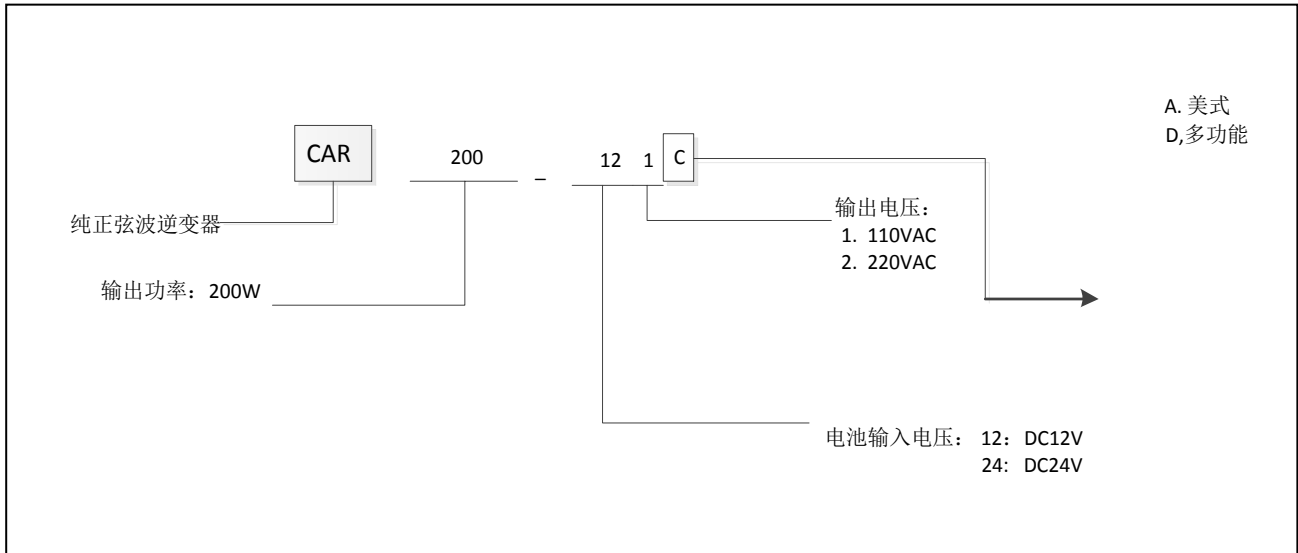 A. 美式
D,多功能
CAR 200 – 12 1 C
纯正弦波逆变器
输出电压：
1. 110VAC
2. 220VAC
输出功率：200W
电池输入电压： 12： DC12V
24: DC24V